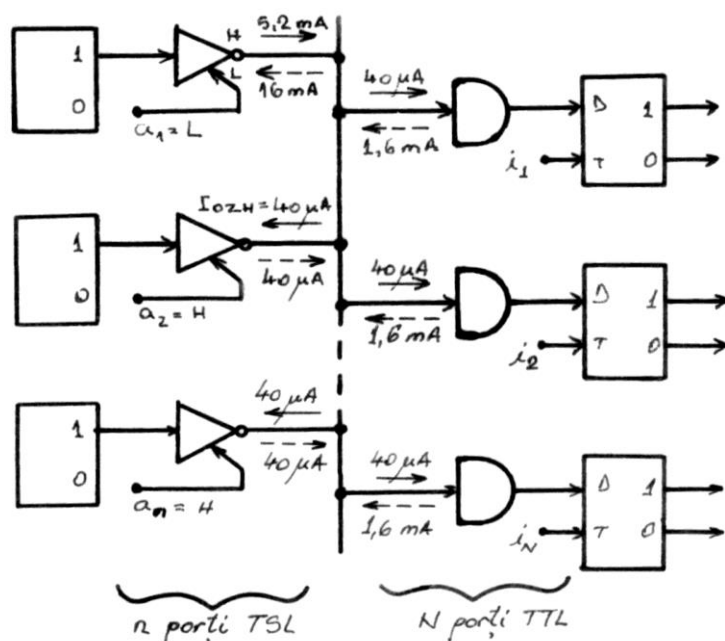 1
0
H
L
5,2 mA
16 mA
a₁ = L
40 µA
1,6 mA
i₁
D 1
T 0
1
0
I OZH = 40 µA
40 µA
a₂ = H
40 µA
1,6 mA
i₂
D 1
T 0
1
0
40 µA
40 µA
aₙ = H
40 µA
1,6 mA
i_N
D 1
T 0
n porți TSL
N porți TTL